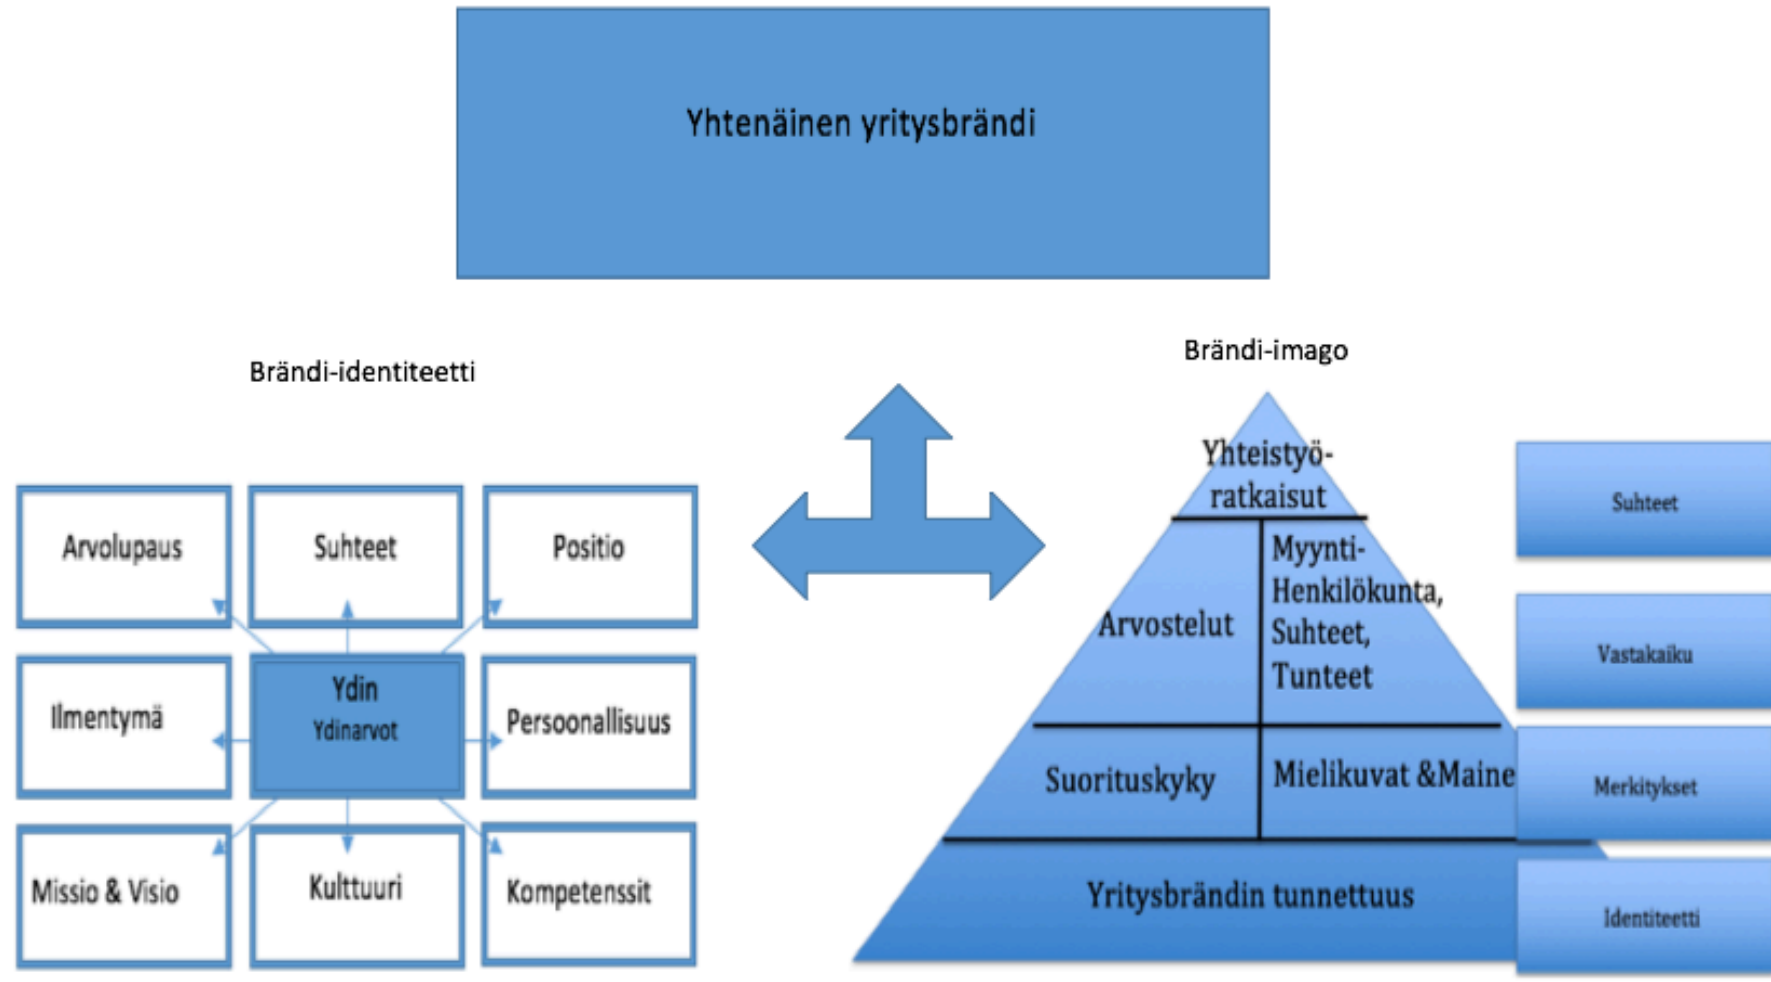 Yhtenäinen yritysbrändi
Brändi-identiteetti
Arvolupaus
Suhteet
Positio
Ilmentymä
Ydin
Ydinarvot
Persoonallisuus
Missio & Visio
Kulttuuri
Kompetenssit
Brändi-imago
Yhteistyö-
ratkaisut
Arvostelut
Myynti-
Henkilökunta,
Suhteet,
Tunteet
Suorituskyky
Mielikuvat &Maine
Yritysbrändin tunnettuus
Suhteet
Vastakaiku
Merkitykset
Identiteetti